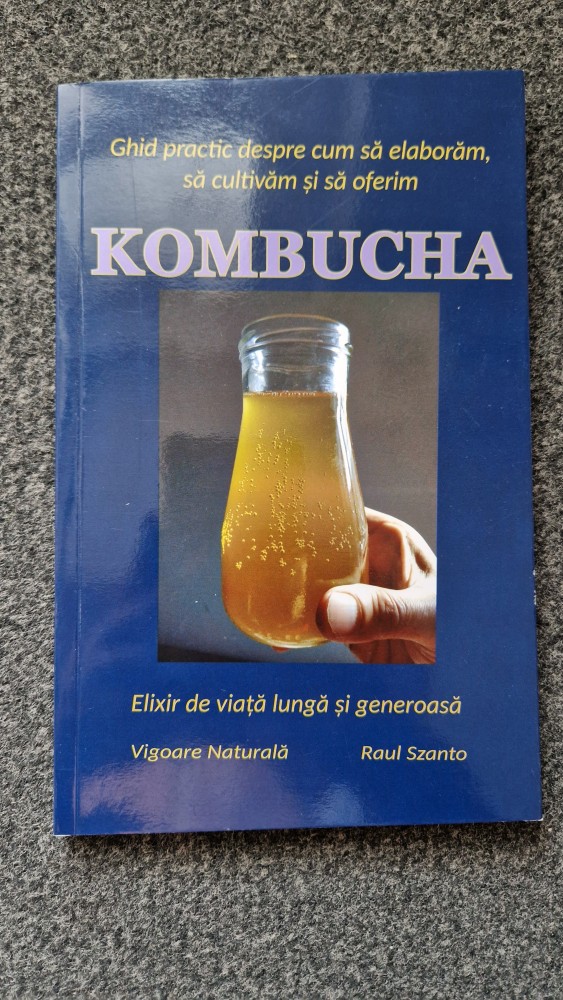 Ghid practic despre cum să elaborăm,
să cultivăm și să oferim
KOMBUCHA
Elixir de viață lungă și generoasă
Vigoare Naturală Raul Szanto